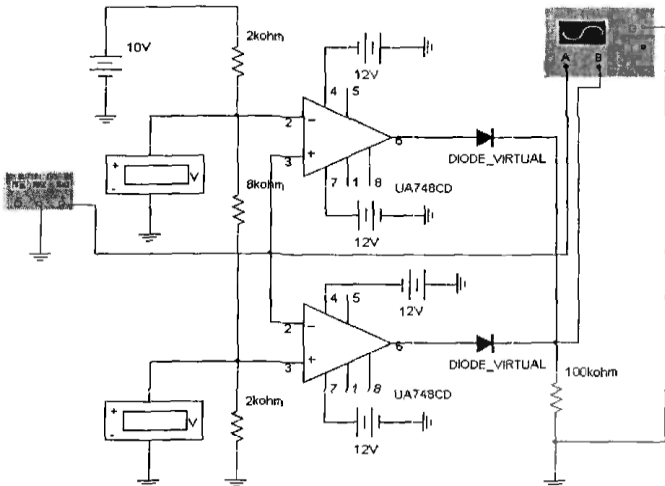 10V
2kohm
12V
4 5
2
3
6
7 1 8
UA748CD
DIODE_VIRTUAL
A B
G
+
V
-
8kohm
12V
12V
4 5
2
3
6
7 1 8
UA748CD
DIODE_VIRTUAL
100kohm
+
V
-
2kohm
12V